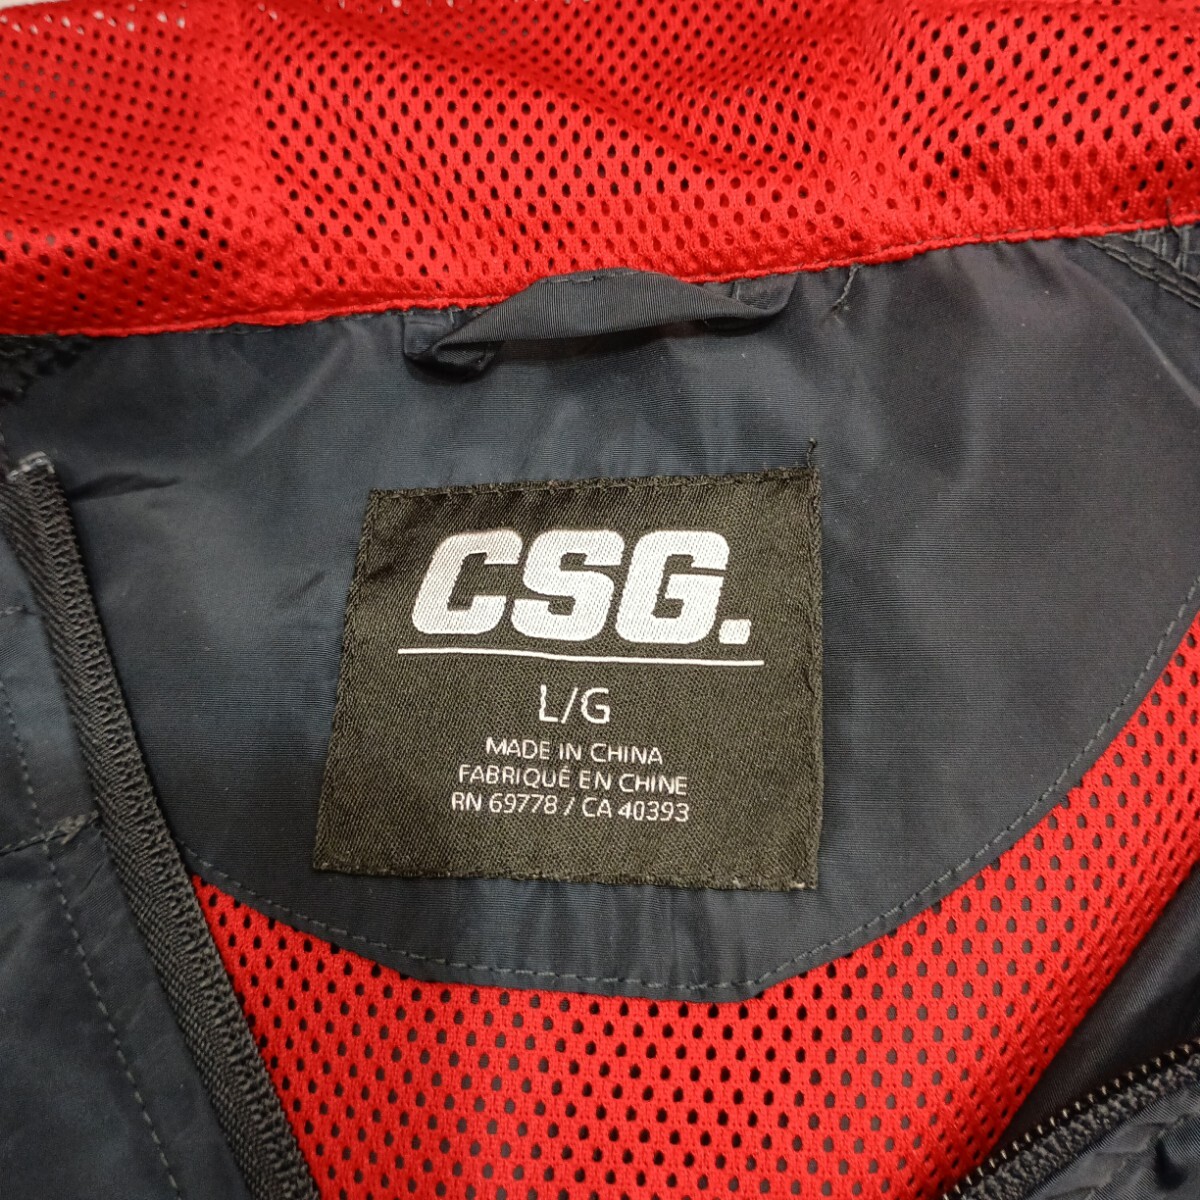 CSG.
L/G
MADE IN CHINA
FABRIQUÉ EN CHINE
RN 69778 / CA 40393